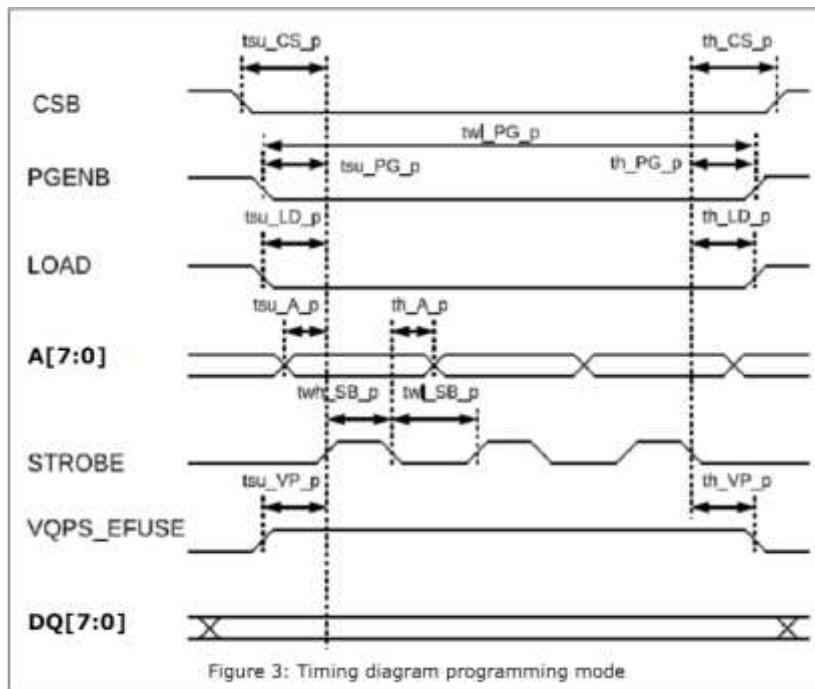 tsu_CS_p th_CS_p
CSB
twl_PG_p
PGENB tsu_PG_p th_PG_p
tsu_LD_p th_LD_p
LOAD
tsu_A_p th_A_p
A[7:0]
twh_SB_p twl_SB_p
STROBE
tsu_VP_p th_VP_p
VQPS_EFUSE
DQ[7:0]
Figure 3: Timing diagram programming mode